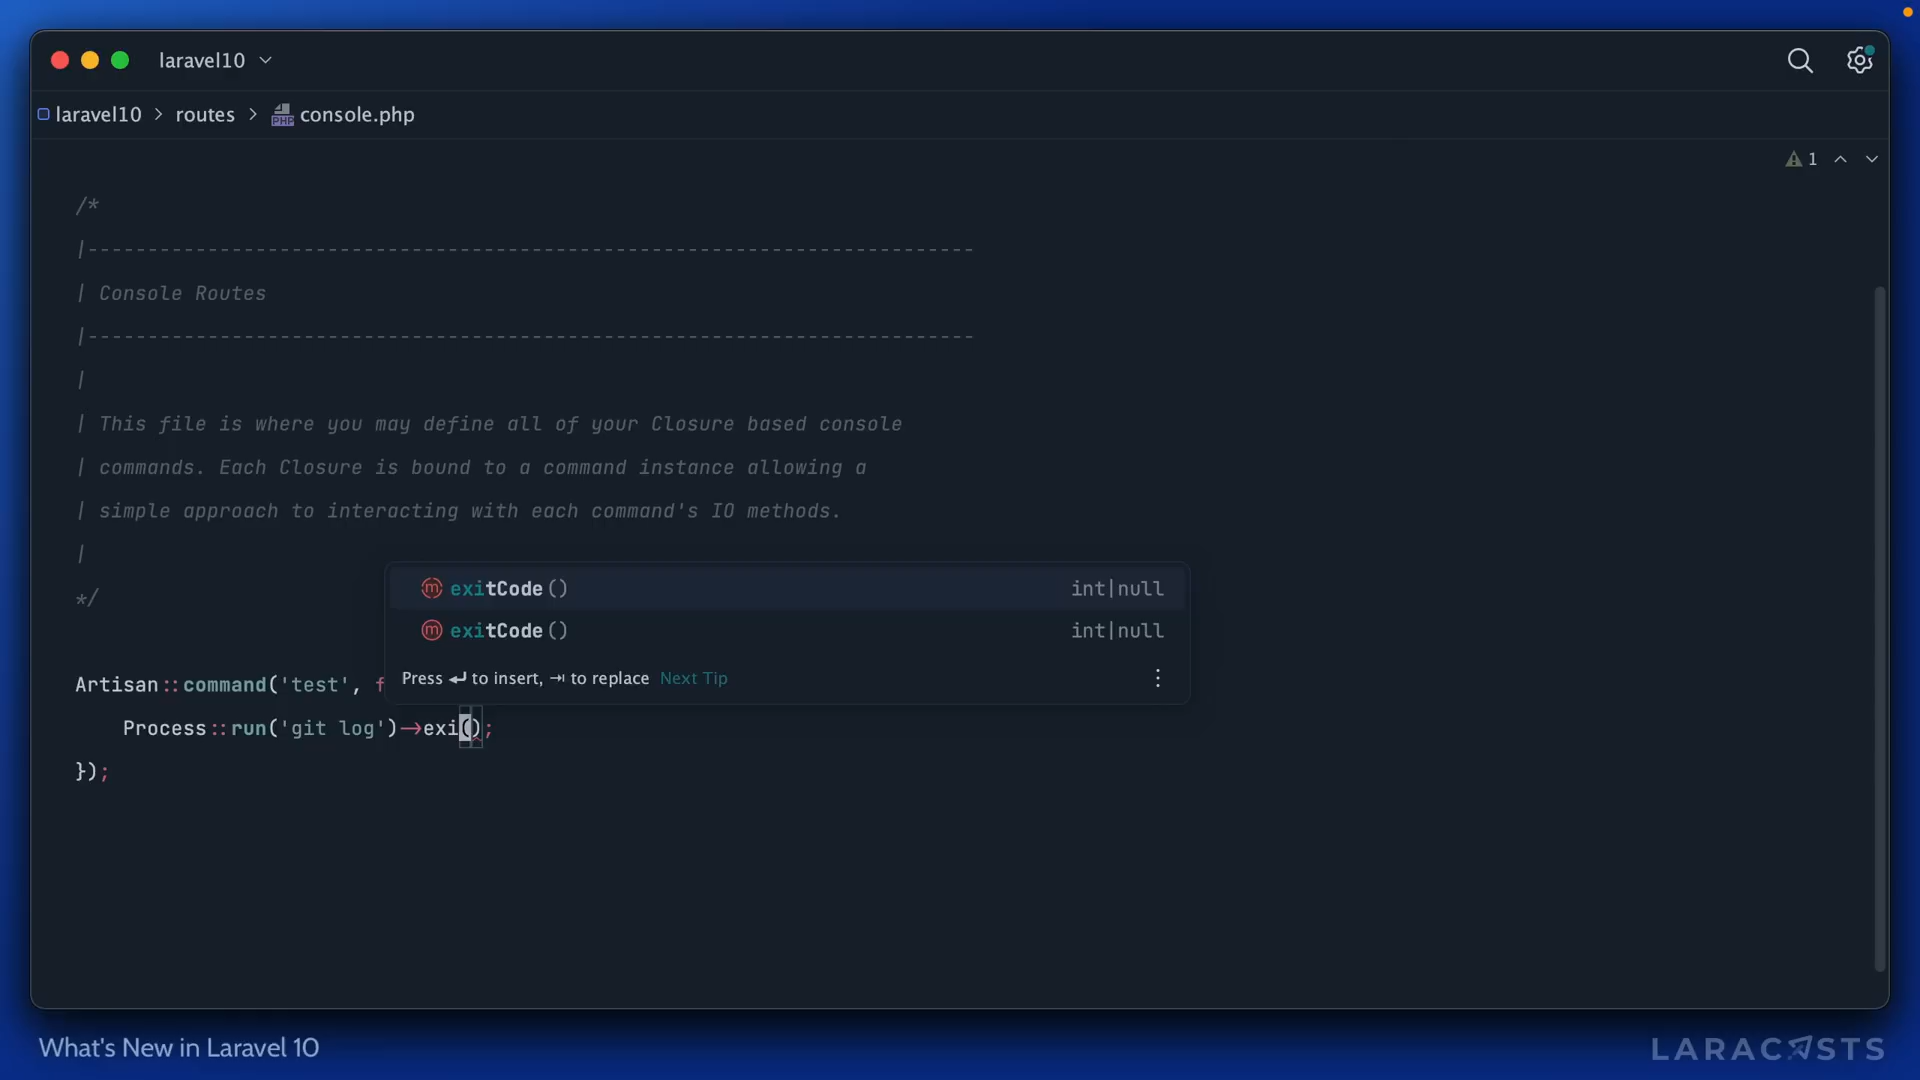 laravel10
laravel10 > routes > PHP console.php
1
/*
|--------------------------------------------------------------------------
| Console Routes
|--------------------------------------------------------------------------
|
| This file is where you may define all of your Closure based console
| commands. Each Closure is bound to a command instance allowing a
| simple approach to interacting with each command's IO methods.
|
*/
m exitCode() int|null
m exitCode() int|null
Press ↵ to insert, ⇥ to replace Next Tip
Artisan::command('test', f
Process::run('git log')->exi();
});
What's New in Laravel 10
LARACASTS